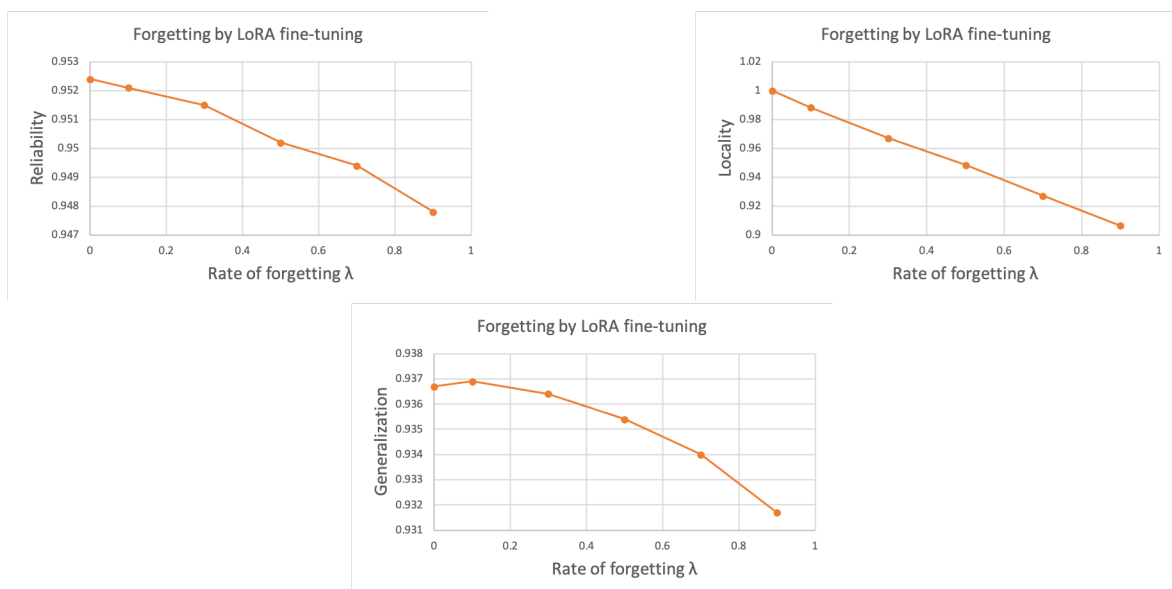 Forgetting by LoRA fine-tuning
0.953
0.952
0.951
0.95
0.949
0.948
0.947
Reliability
0 0.2 0.4 0.6 0.8 1
Rate of forgetting λ
Forgetting by LoRA fine-tuning
1.02
1
0.98
0.96
0.94
0.92
0.9
Locality
0 0.2 0.4 0.6 0.8 1
Rate of forgetting λ
Forgetting by LoRA fine-tuning
0.938
0.937
0.936
0.935
0.934
0.933
0.932
0.931
Generalization
0 0.2 0.4 0.6 0.8 1
Rate of forgetting λ